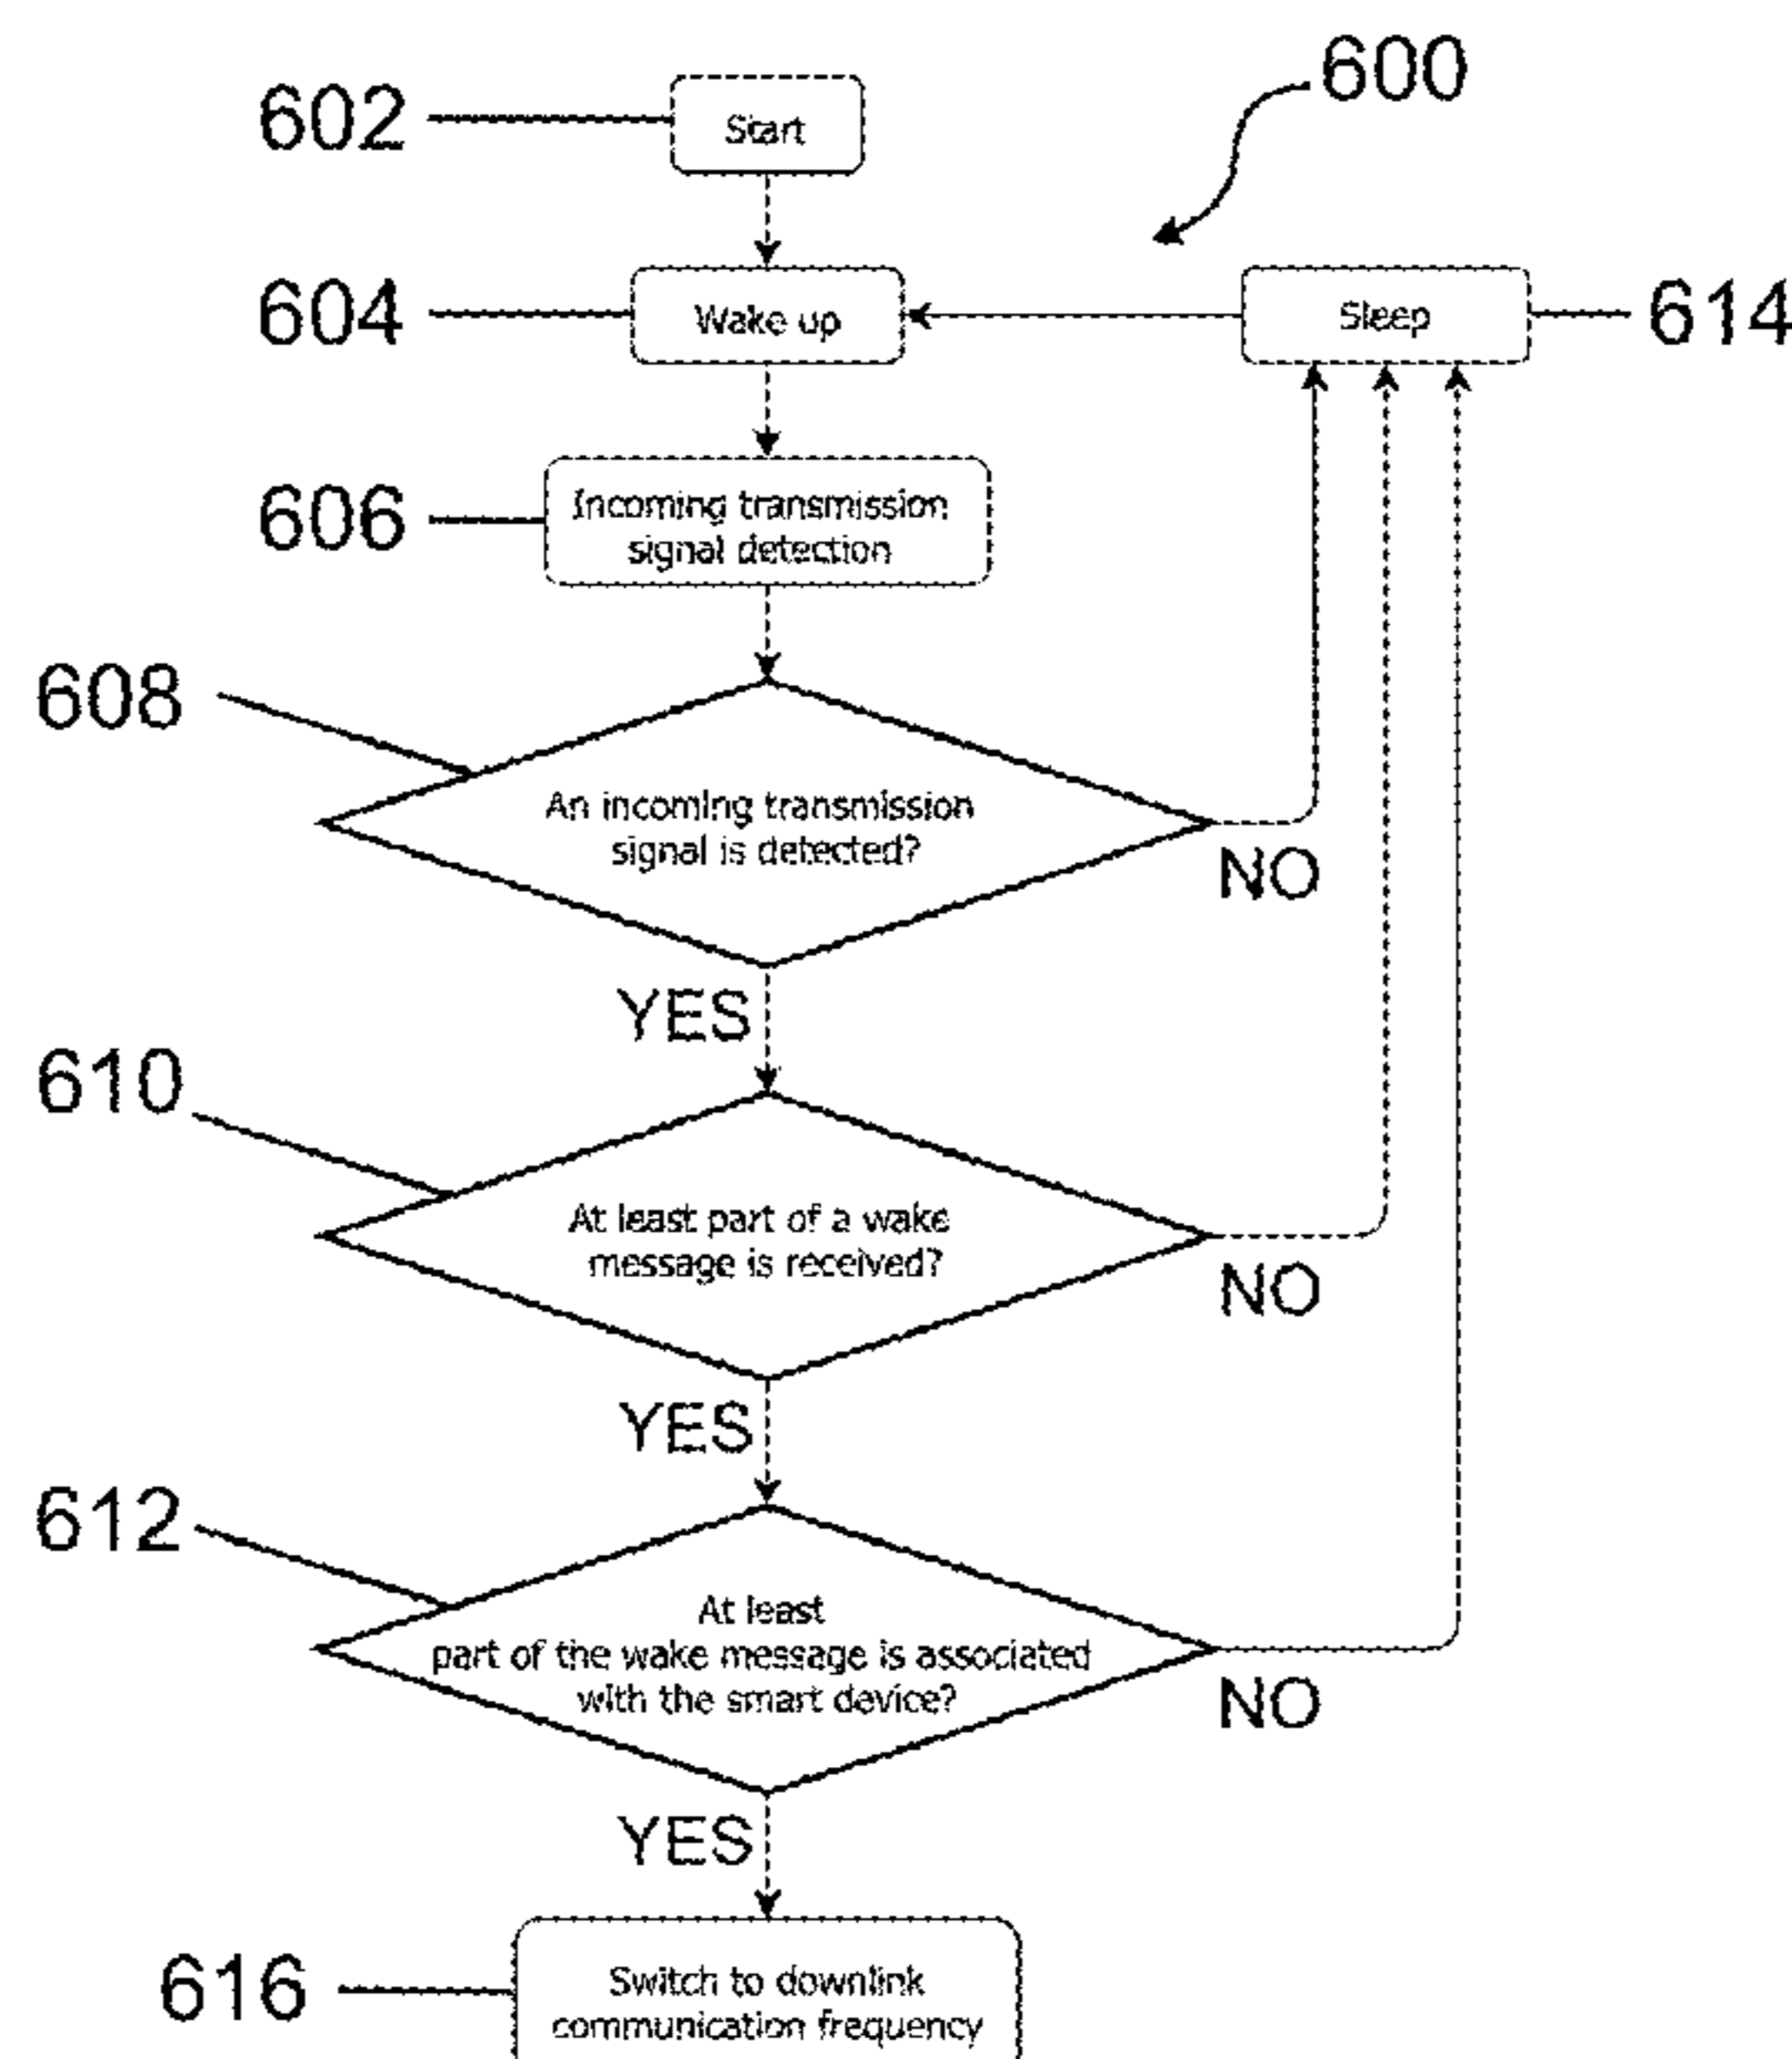 600
602
Start
604
Wake up
Sleep
614
606
Incoming transmission
signal detection
608
An incoming transmission
signal is detected?
NO
YES
610
At least part of a wake
message is received?
NO
YES
612
At least
part of the wake message is associated
with the smart device?
NO
YES
616
Switch to downlink
communication frequency